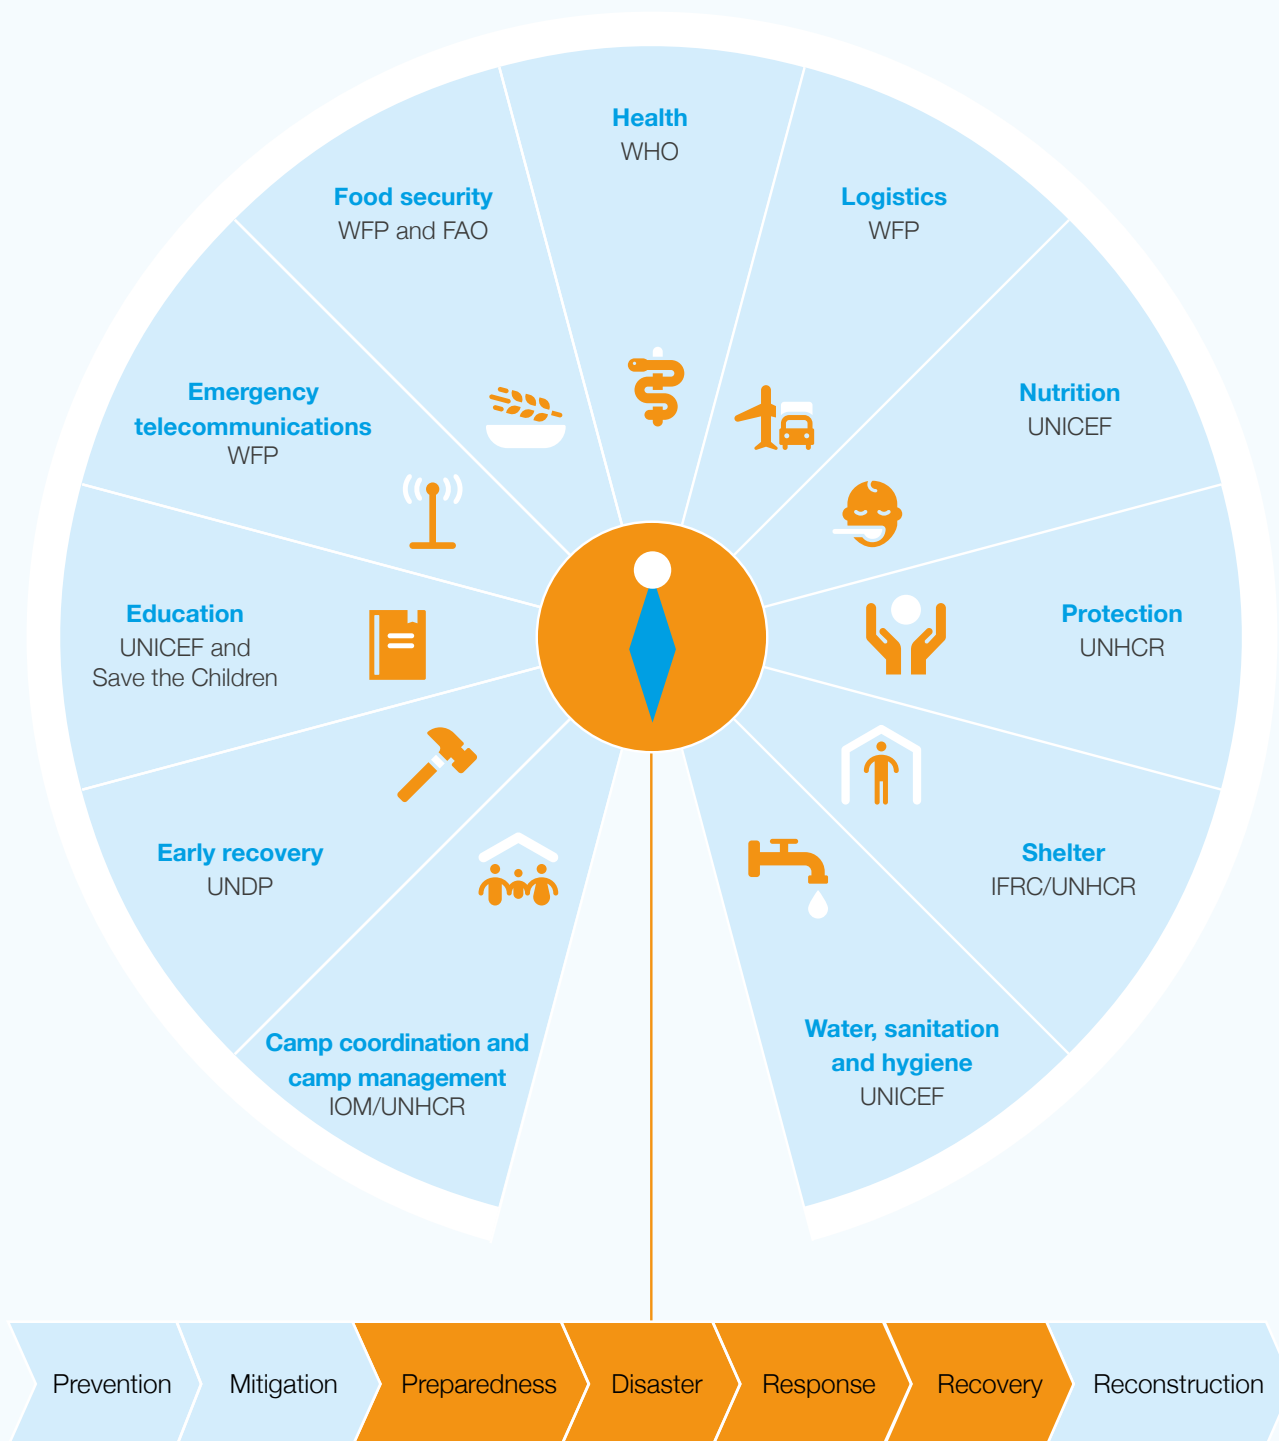 Health
WHO
Food security
WFP and FAO
Logistics
WFP
Emergency
telecommunications
WFP
Nutrition
UNICEF
Education
UNICEF and
Save the Children
Protection
UNHCR
Early recovery
UNDP
Shelter
IFRC/UNHCR
Camp coordination and
camp management
IOM/UNHCR
Water, sanitation
and hygiene
UNICEF
Prevention
Mitigation
Preparedness
Disaster
Response
Recovery
Reconstruction